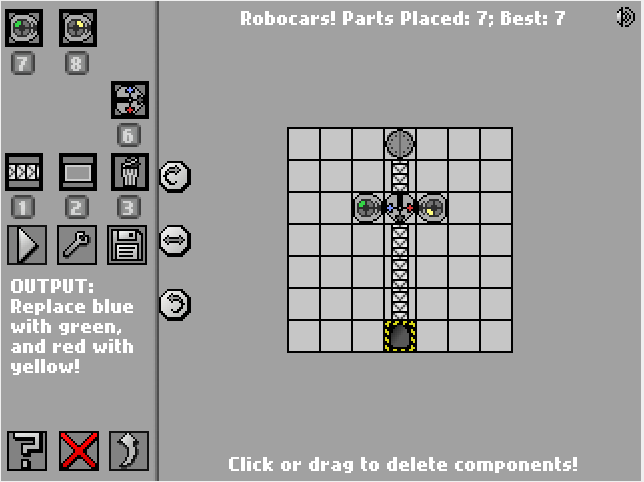 Robocars! Parts Placed: 7; Best: 7
7
8
6
1
2
3
OUTPUT:
Replace blue
with green,
and red with
yellow!
Click or drag to delete components!